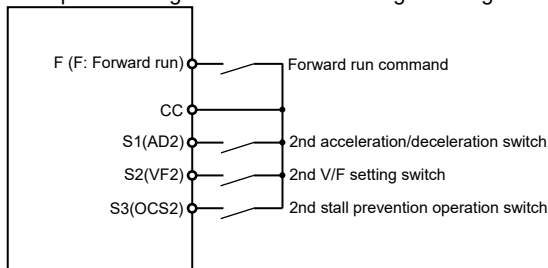 F (F: Forward run) Forward run command
CC
S1(AD2) 2nd acceleration/deceleration switch
S2(VF2) 2nd V/F setting switch
S3(OCS2) 2nd stall prevention operation switch